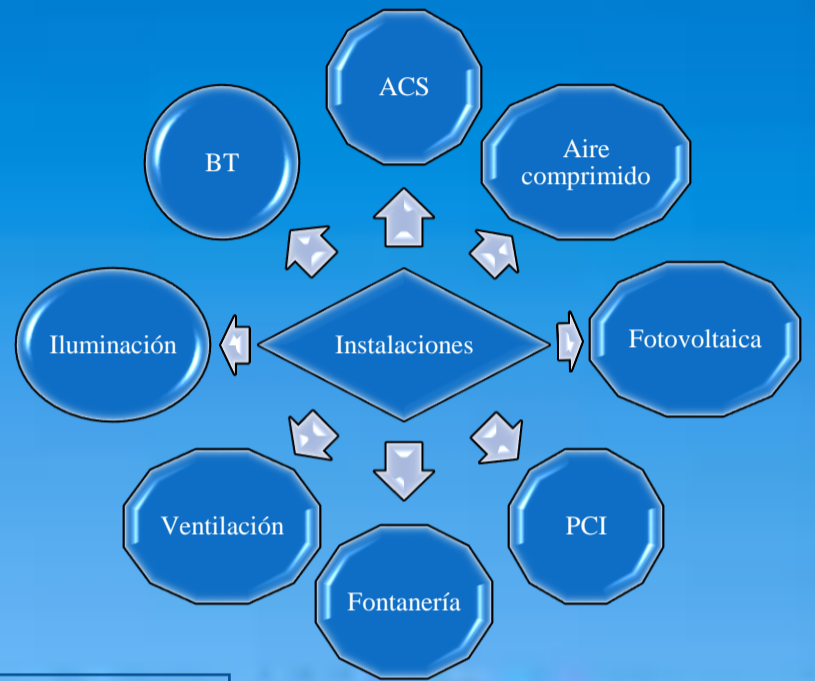 ACS
BT
Aire
comprimido
Iluminación
Instalaciones
Fotovoltaica
Ventilación
PCI
Fontanería